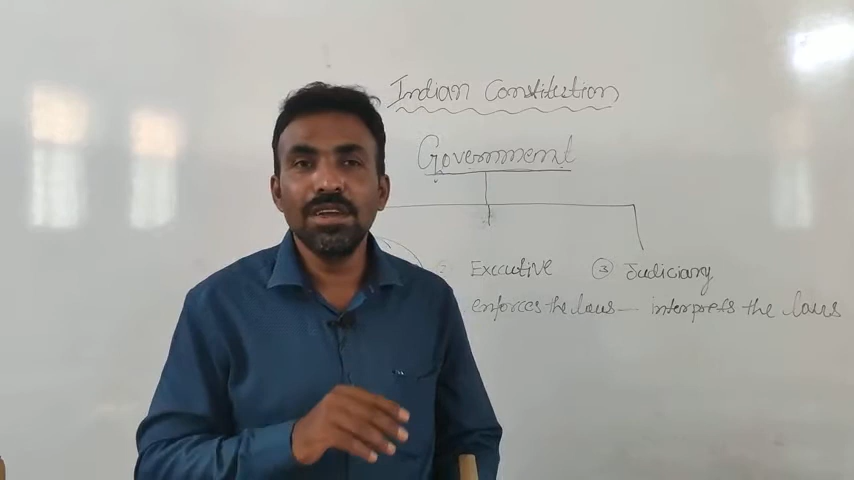 Indian Constitution
Government
Executive ③ Judiciary
enforces the laws — interprets the laws